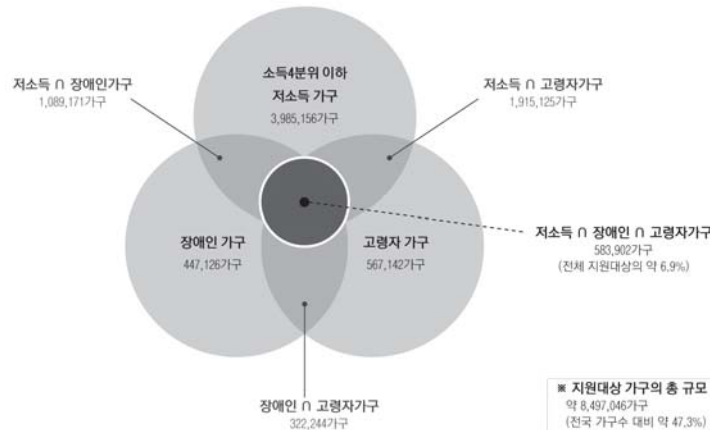 소득4분위 이하
저소득 가구
3,985,156가구
저소득 ∩ 장애인가구
1,089,171가구
저소득 ∩ 고령자가구
1,915,125가구
장애인 가구
447,126가구
고령자 가구
567,142가구
저소득 ∩ 장애인 ∩ 고령자가구
583,902가구
(전체 지원대상의 약 6.9%)
장애인 ∩ 고령자가구
322,244가구
※ 지원대상 가구의 총 규모
약 8,497,046가구
(전국 가구수 대비 약 47.3%)